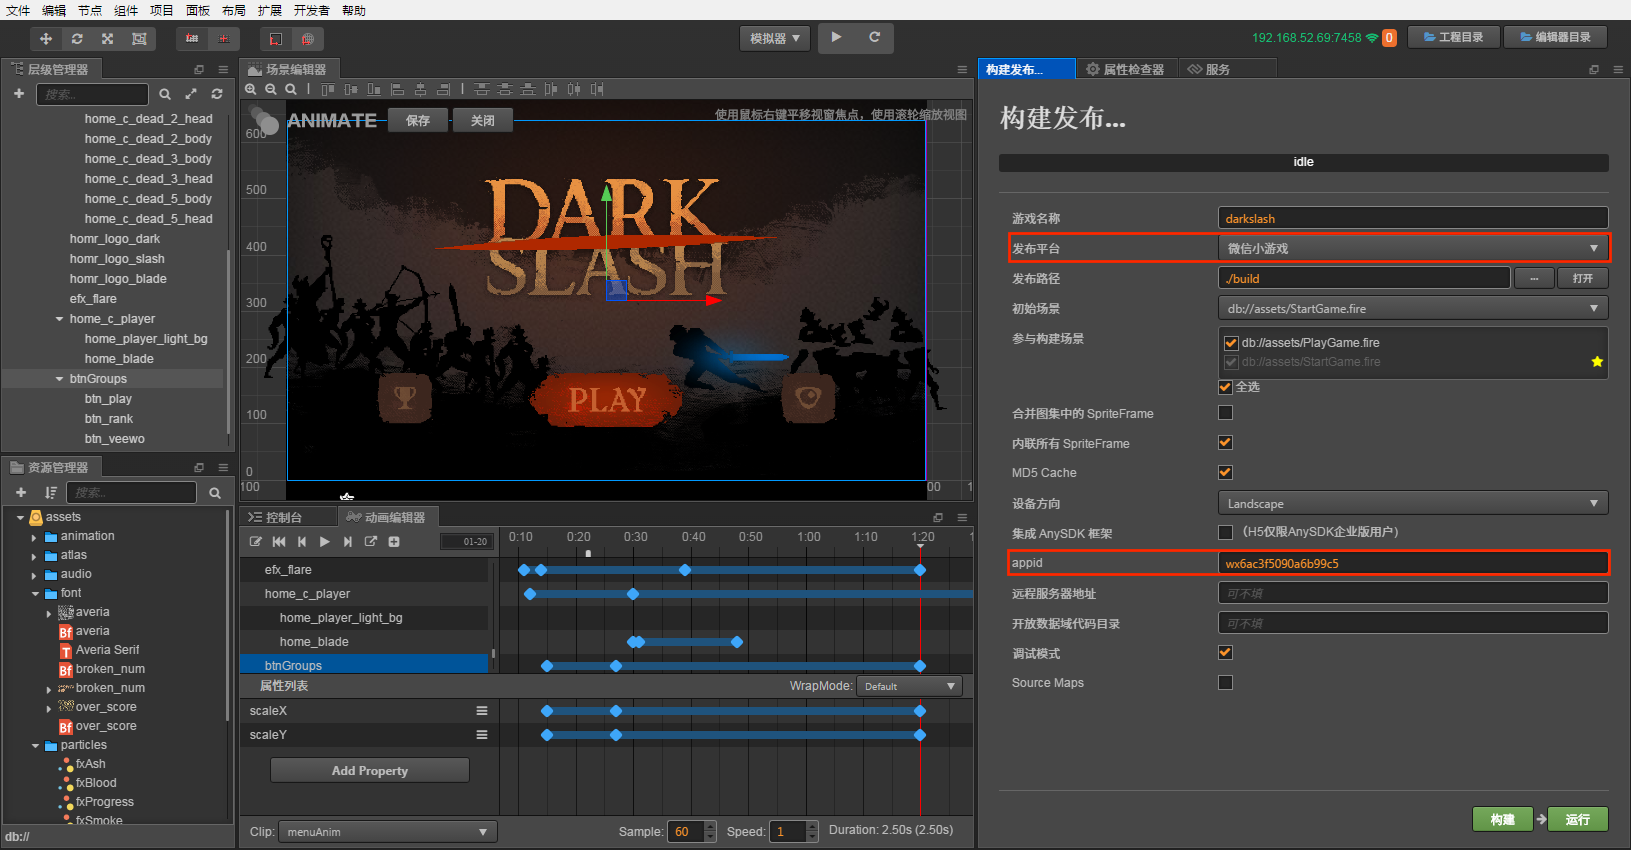 文件 编辑 节点 组件 项目 面板 布局 扩展 开发者 帮助
模拟器
192.168.52.69:7458 0 工程目录 编辑器目录
层级管理器
搜索...
home_c_dead_2_head
home_c_dead_2_body
home_c_dead_3_body
home_c_dead_3_head
home_c_dead_5_body
home_c_dead_5_head
homr_logo_dark
homr_logo_slash
homr_logo_blade
efx_flare
home_c_player
home_player_light_bg
home_blade
btnGroups
btn_play
btn_rank
btn_veewo
资源管理器
搜索...
assets
animation
atlas
audio
font
averia
Bf averia
T Averia Serif
Bf broken_num
broken_num
over_score
Bf over_score
particles
fxAsh
fxBlood
fxProgress
fxSmoke
db://
场景编辑器
ANIMATE 保存 关闭
使用鼠标右键平移视窗焦点，使用滚轮缩放视图
600
500
400
300
200
100
0
100
00
1
DARK
SLASH
PLAY
控制台 动画编辑器
01-20
0:10 0:20 0:30 0:40 0:50 1:00 1:10 1:20
efx_flare
home_c_player
home_player_light_bg
home_blade
btnGroups
属性列表 WrapMode: Default
scaleX
scaleY
Add Property
Clip: menuAnim Sample: 60 Speed: 1 Duration: 2.50s (2.50s)
构建发布... 属性检查器 服务
构建发布...
idle
游戏名称 darkslash
发布平台 微信小游戏
发布路径 ./build ... 打开
初始场景 db://assets/StartGame.fire
参与构建场景 db://assets/PlayGame.fire
db://assets/StartGame.fire
全选
合并图集中的 SpriteFrame
内联所有 SpriteFrame
MD5 Cache
设备方向 Landscape
集成 AnySDK 框架 （H5仅限AnySDK企业版用户）
appid wx6ac3f5090a6b99c5
远程服务器地址 可不填
开放数据域代码目录 可不填
调试模式
Source Maps
构建 运行